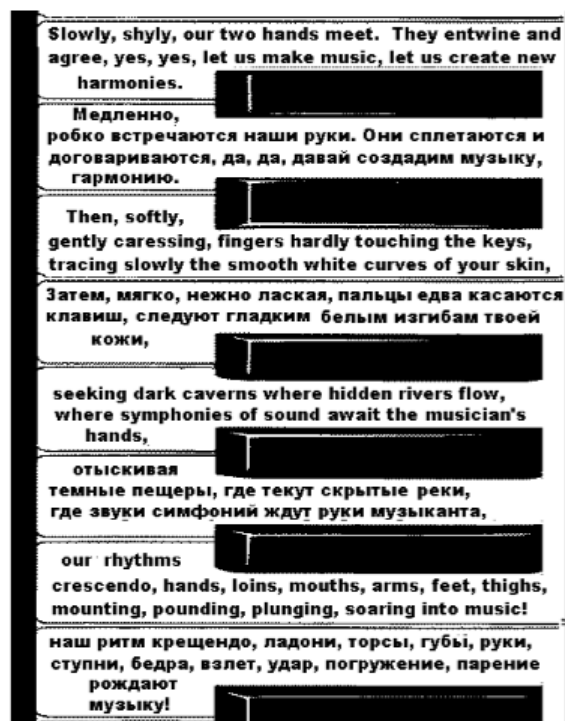 Slowly, shyly, our two hands meet. They entwine and
agree, yes, yes, let us make music, let us create new
harmonies.
Медленно,
робко встречаются наши руки. Они сплетаются и
договариваются, да, да, давай создадим музыку,
гармонию.
Then, softly,
gently caressing, fingers hardly touching the keys,
tracing slowly the smooth white curves of your skin,
Затем, мягко, нежно лаская, пальцы едва касаются
клавиш, следуют гладким белым изгибам твоей
кожи,
seeking dark caverns where hidden rivers flow,
where symphonies of sound await the musician's
hands,
отыскивая
темные пещеры, где текут скрытые реки,
где звуки симфоний ждут руки музыканта,
our rhythms
crescendo, hands, loins, mouths, arms, feet, thighs,
mounting, pounding, plunging, soaring into music!
наш ритм крещендо, ладони, торсы, губы, руки,
ступни, бедра, взлет, удар, погружение, парение
рождают
музыку!